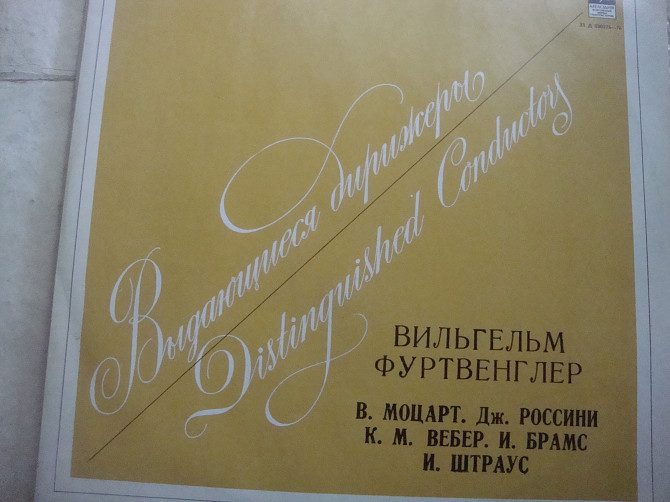 Выдающиеся дирижеры
Distinguished Conductors
ВИЛЬГЕЛЬМ
ФУРТВЕНГЛЕР
В. МОЦАРТ. Дж. РОССИНИ
К. М. ВЕБЕР. И. БРАМС
И. ШТРАУС